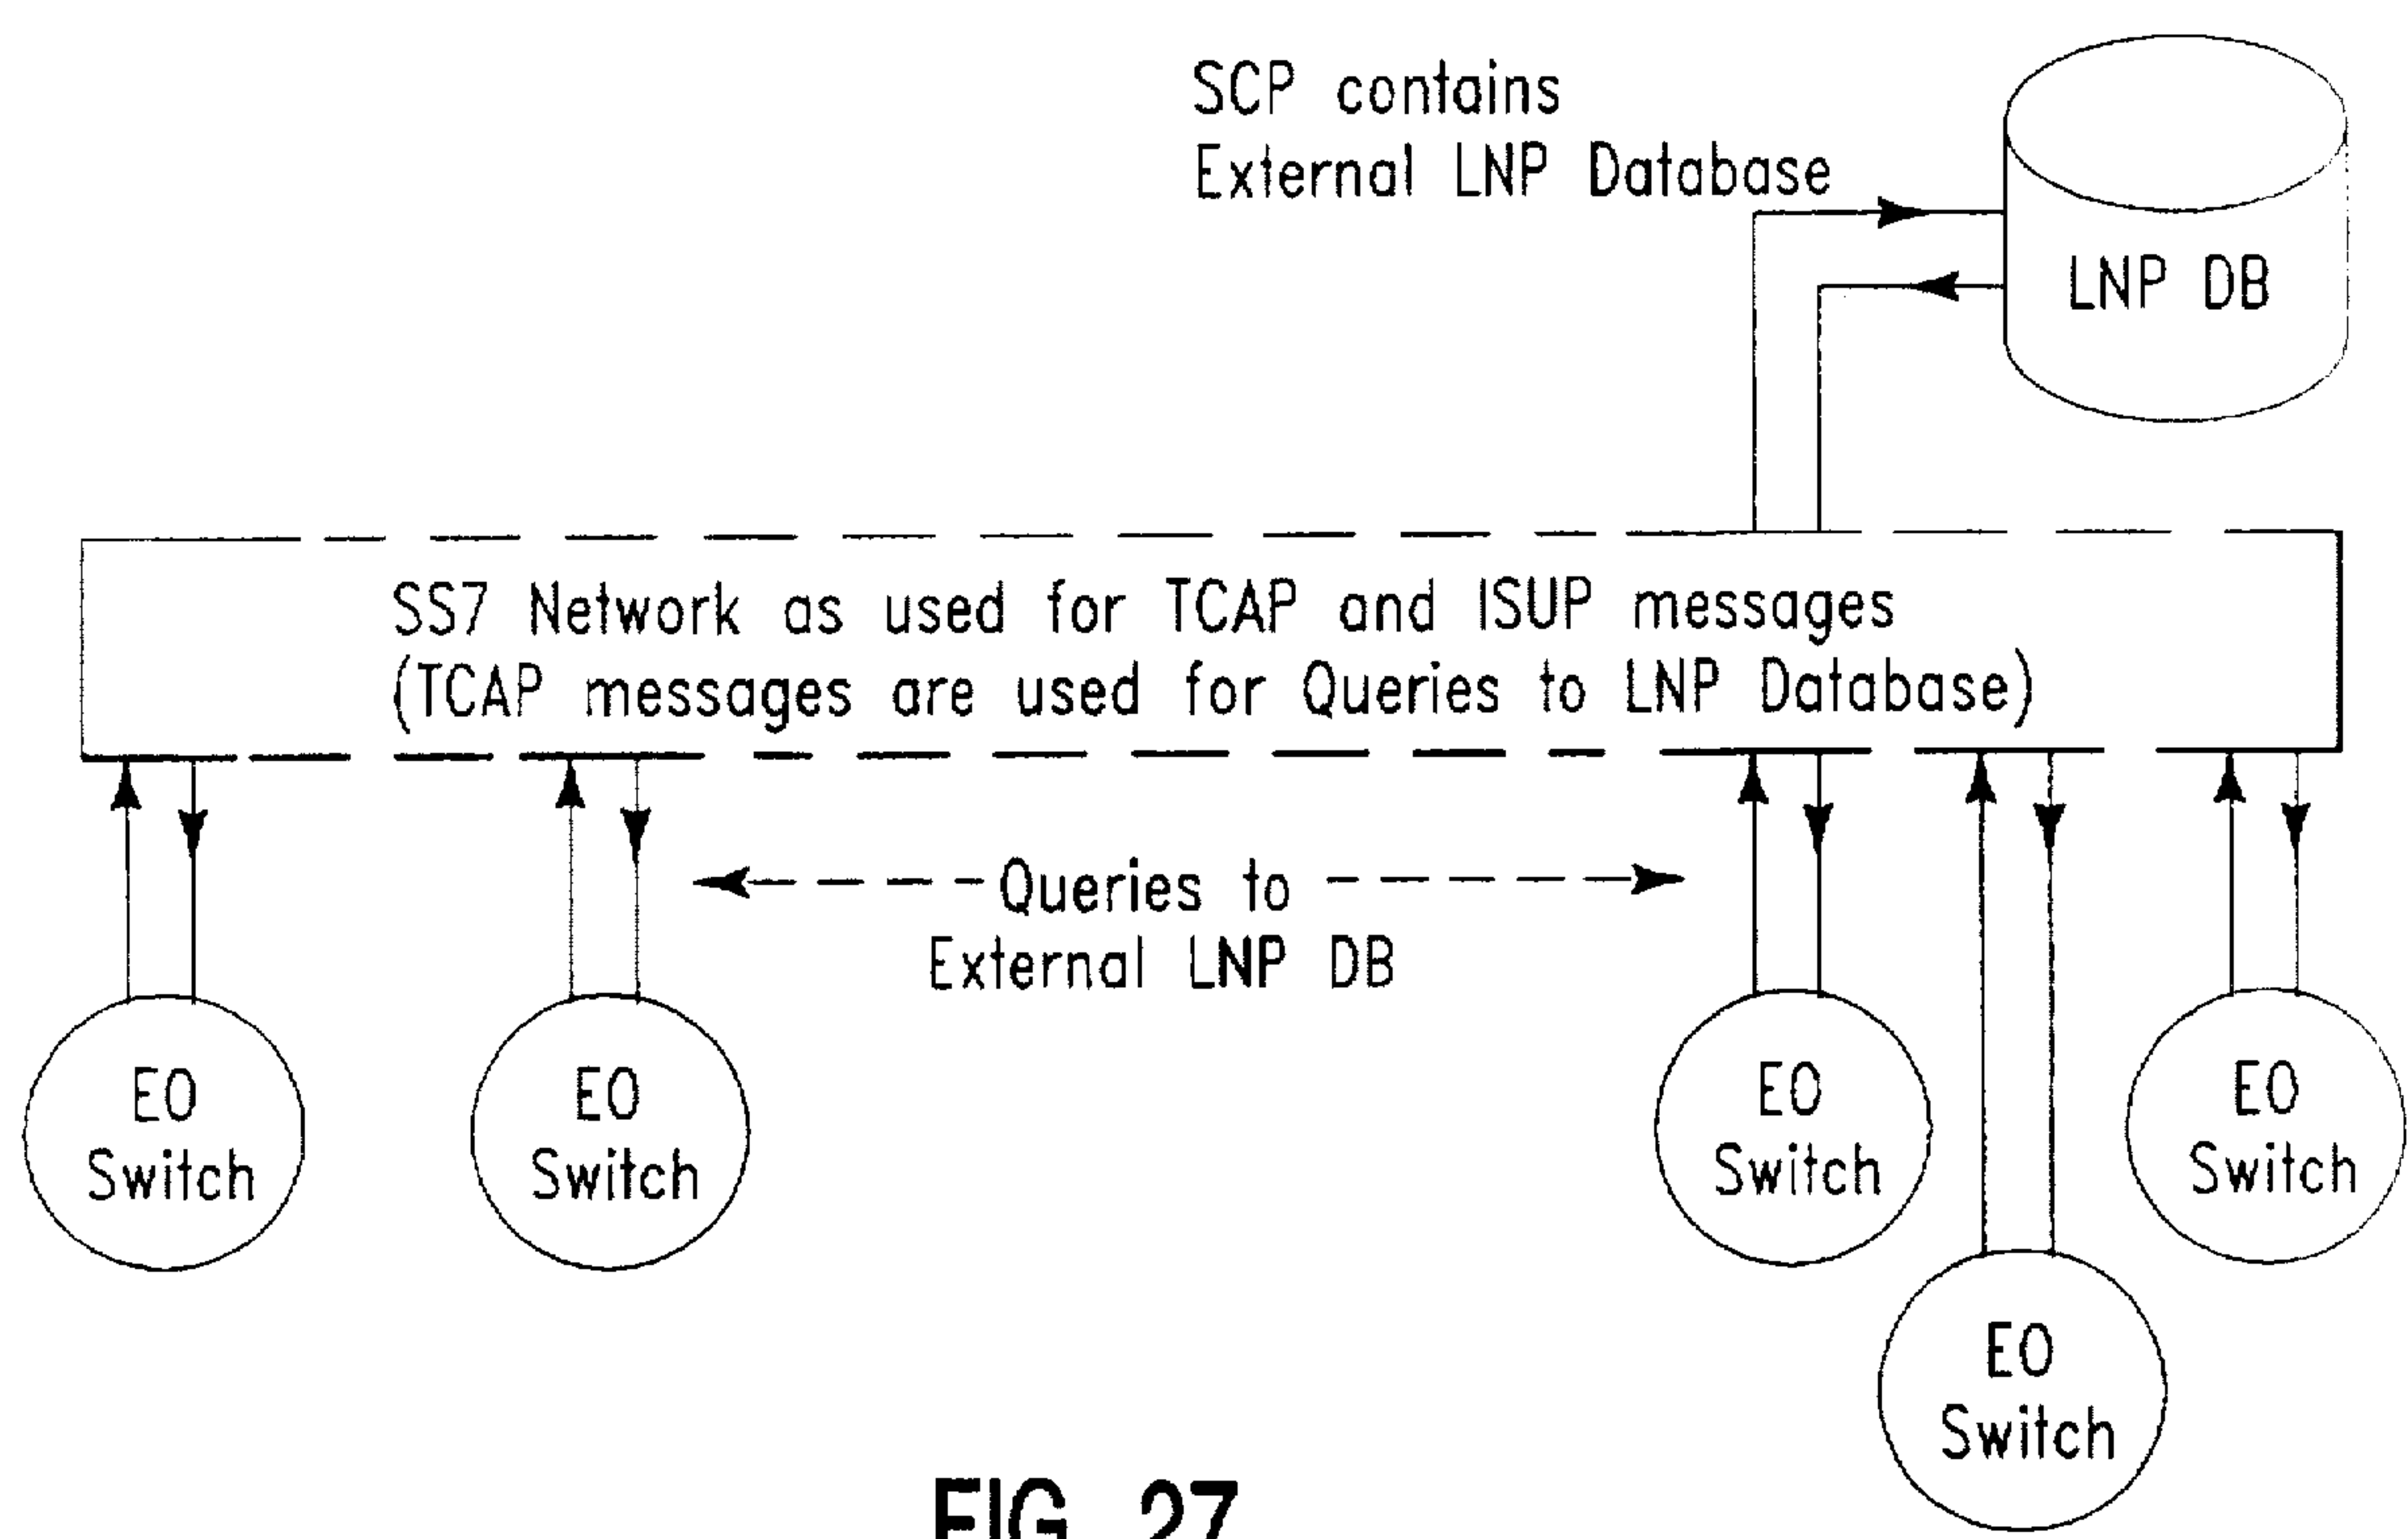 SCP contains
External LNP Database
LNP DB
SS7 Network as used for TCAP and ISUP messages
(TCAP messages are used for Queries to LNP Database)
Queries to
External LNP DB
EO
Switch
EO
Switch
EO
Switch
EO
Switch
EO
Switch
FIG. 27